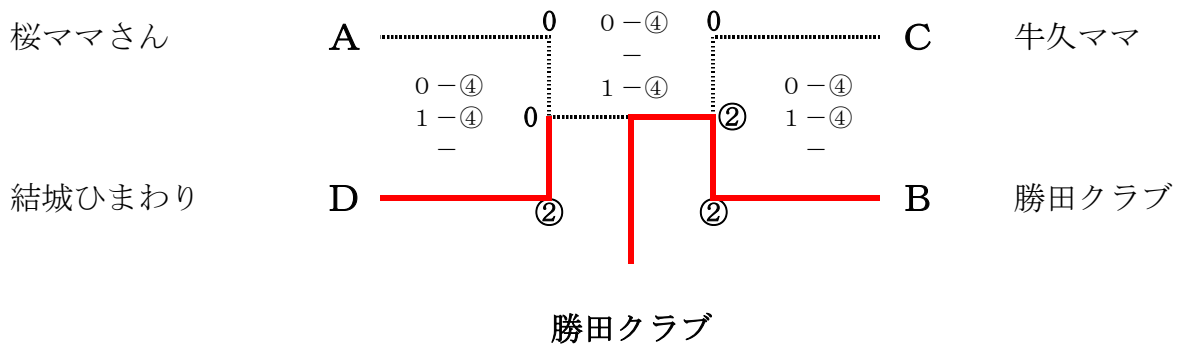 0 0－④ 0
桜ママさん A C 牛久ママ
－
0－④ 1－④ 0－④
1－④ 0 ② 1－④
－ －
結城ひまわり D B 勝田クラブ
② ②
勝田クラブ